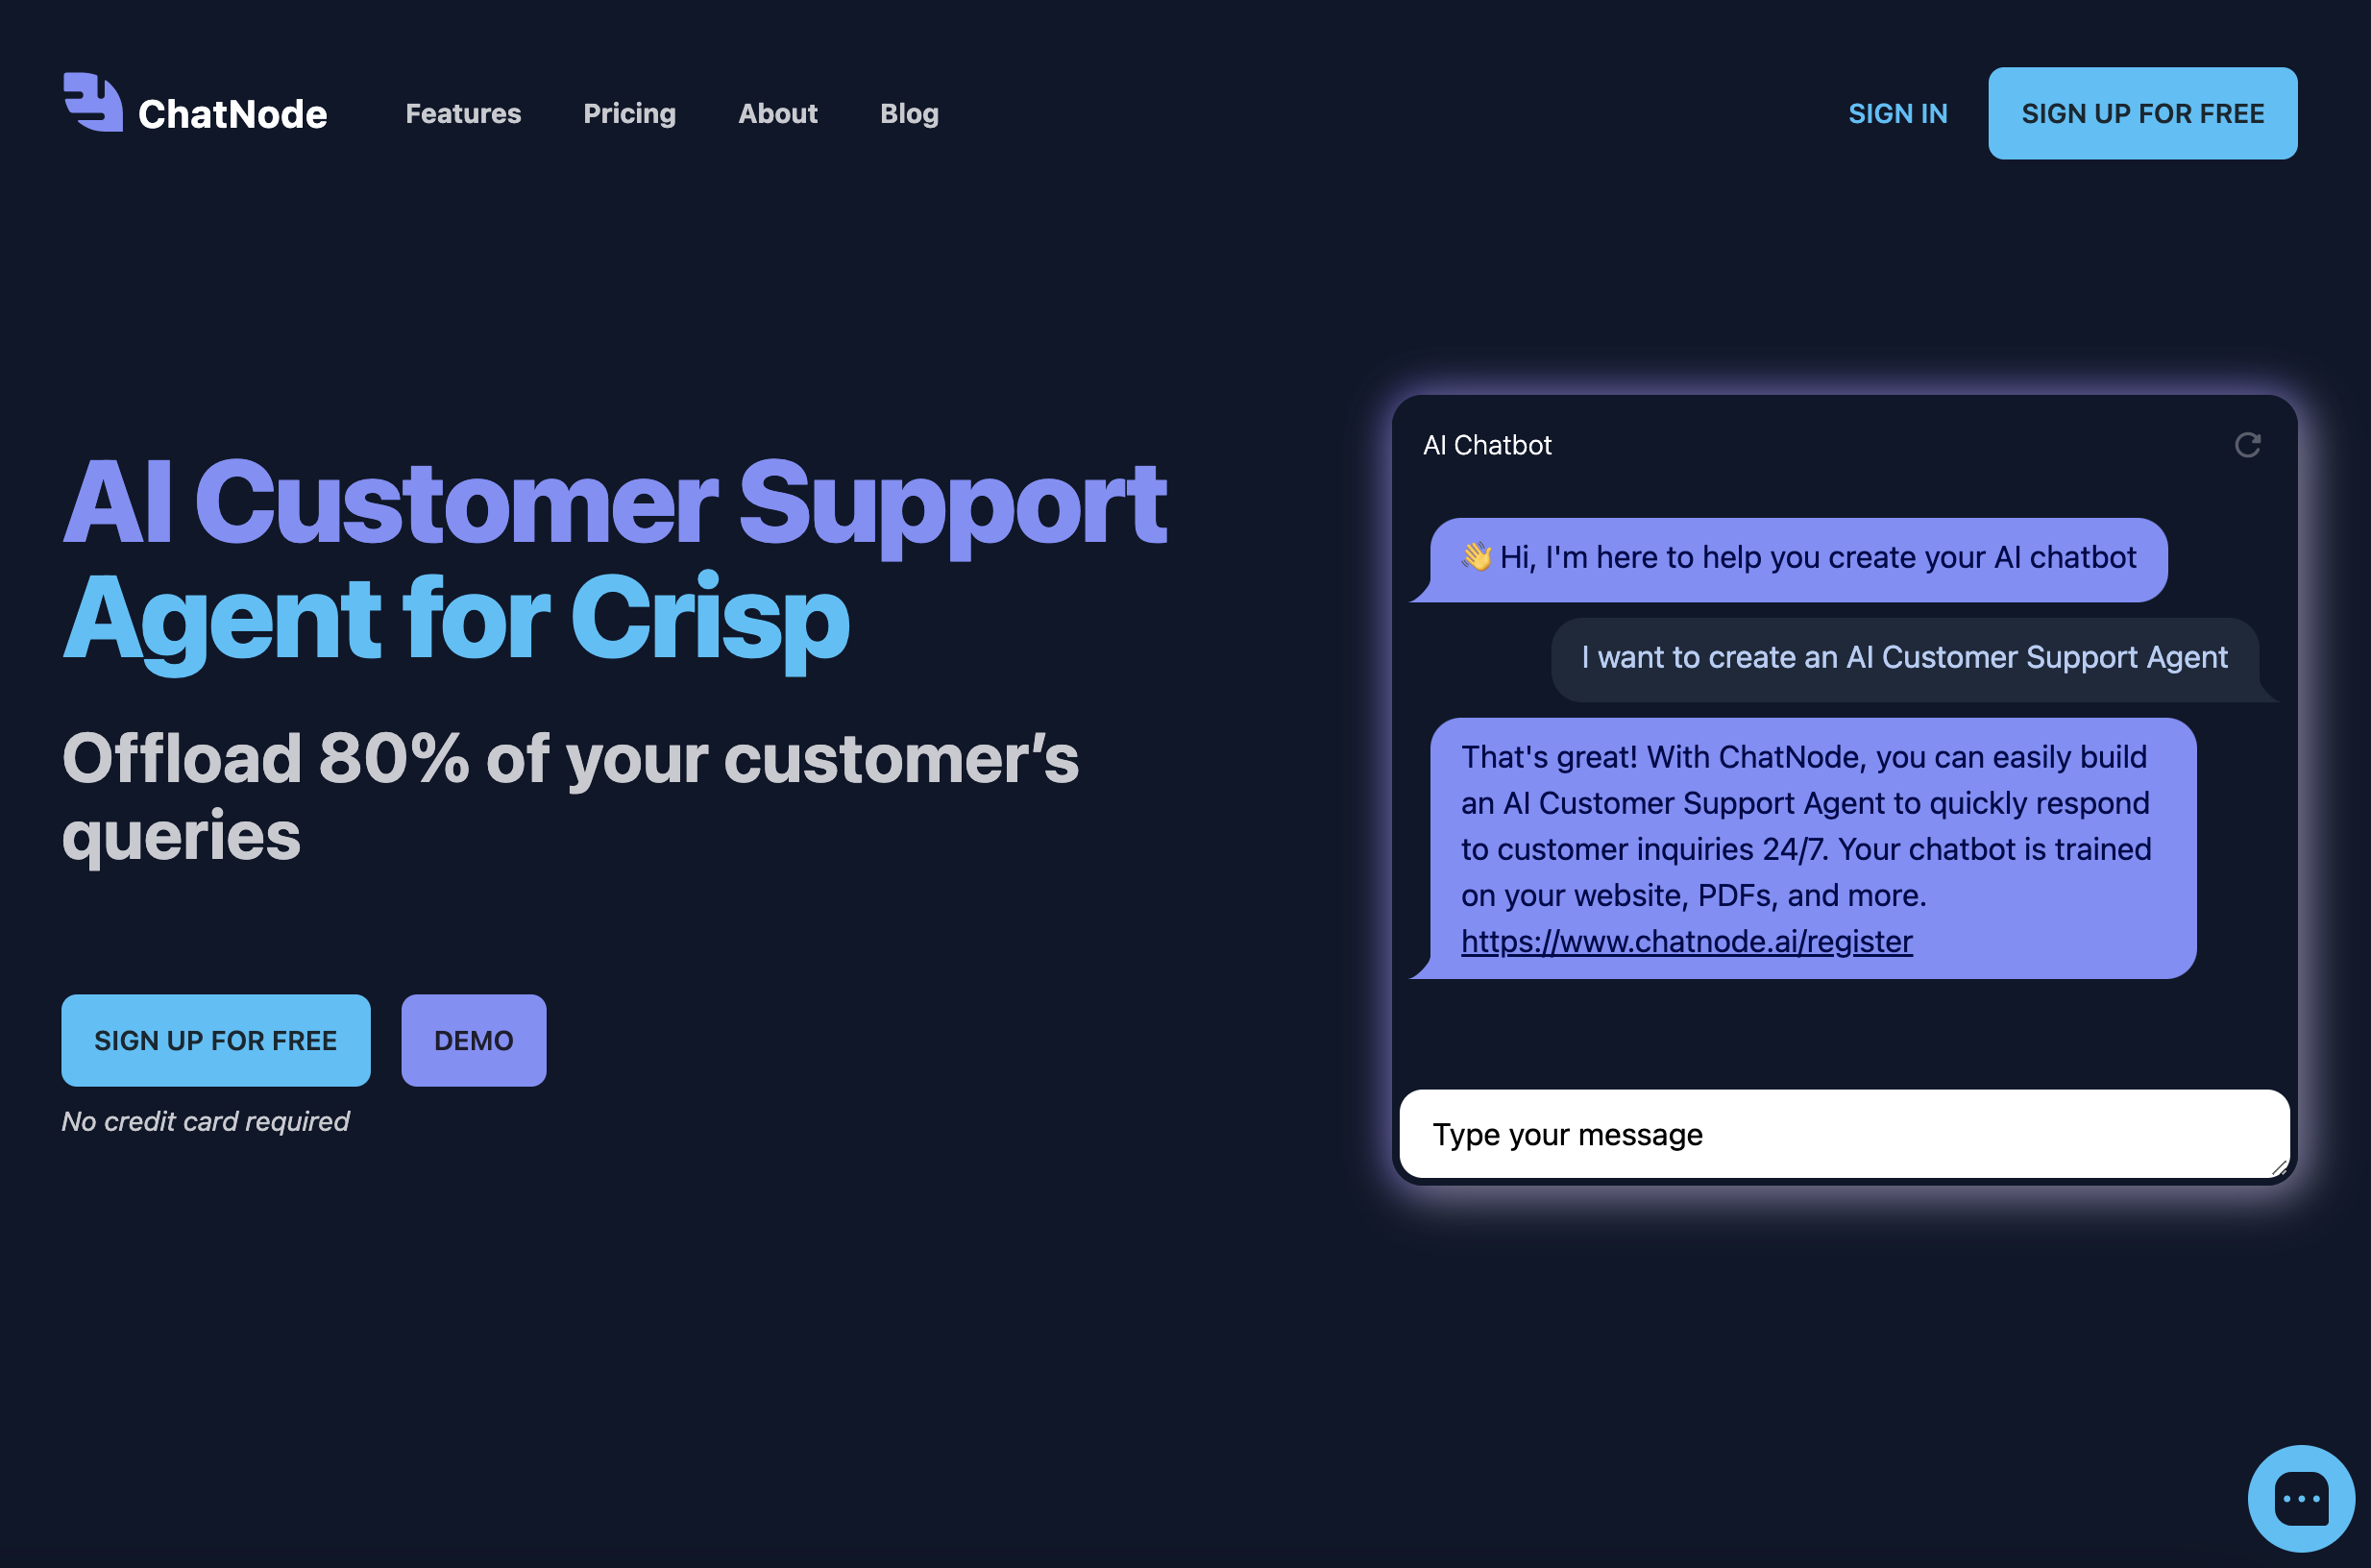 ChatNode
Features
Pricing
About
Blog
SIGN IN
SIGN UP FOR FREE
AI Customer Support
Agent for Crisp
Offload 80% of your customer’s
queries
SIGN UP FOR FREE
DEMO
No credit card required
AI Chatbot
👋 Hi, I'm here to help you create your AI chatbot
I want to create an AI Customer Support Agent
That's great! With ChatNode, you can easily build
an AI Customer Support Agent to quickly respond
to customer inquiries 24/7. Your chatbot is trained
on your website, PDFs, and more.
https://www.chatnode.ai/register
Type your message